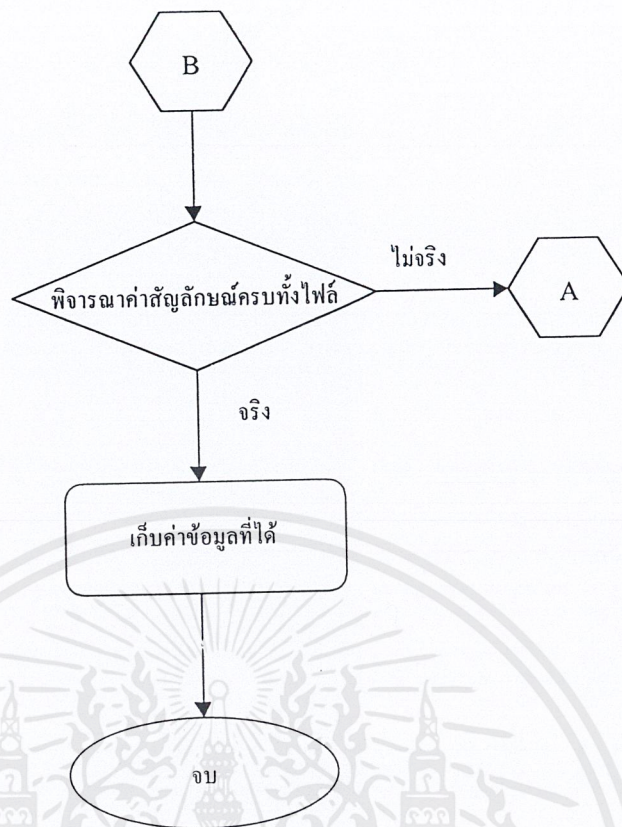 B
พิจารณาค่าสัญลักษณ์ครบทั้งไฟล์
ไม่จริง
A
จริง
เก็บค่าข้อมูลที่ได้
จบ